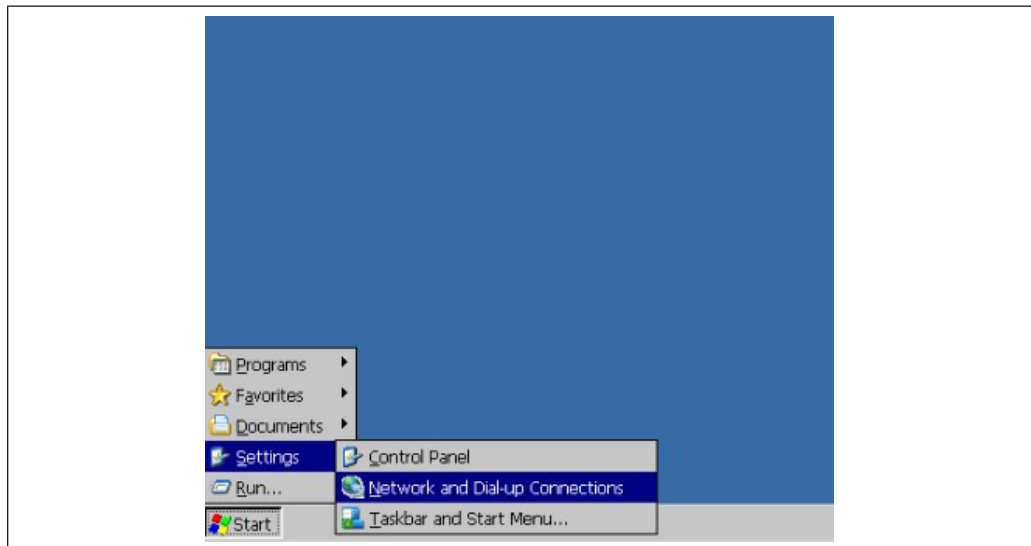 Programs
Favorites
Documents
Settings
Control Panel
Run...
Network and Dial-up Connections
Start
Taskbar and Start Menu...